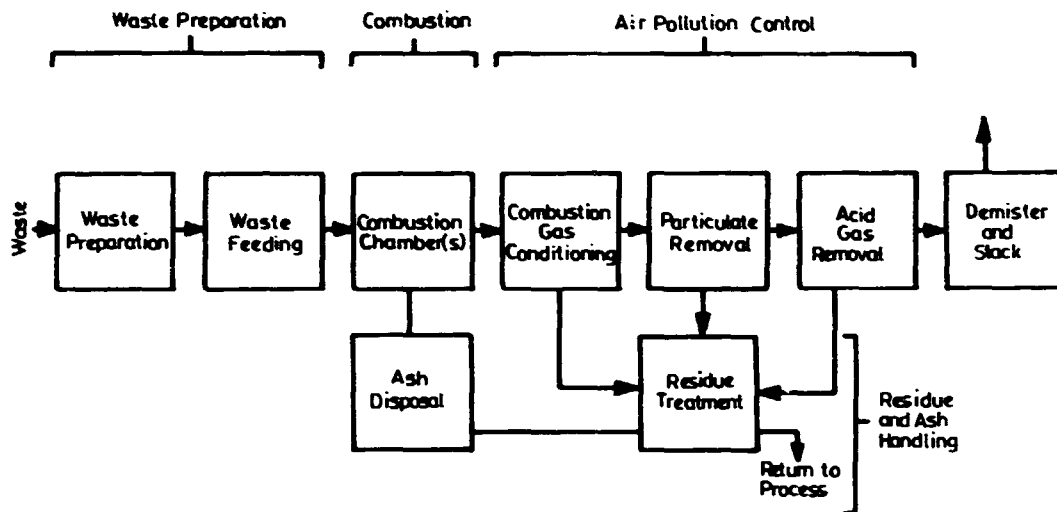 Waste Preparation
Combustion
Air Pollution Control
Waste
Waste
Preparation
Waste
Feeding
Combustion
Chamber(s)
Combustion
Gas
Conditioning
Particulate
Removal
Acid
Gas
Removal
Demister
and
Stack
Ash
Disposal
Residue
Treatment
Residue
and Ash
Handling
Return to
Process